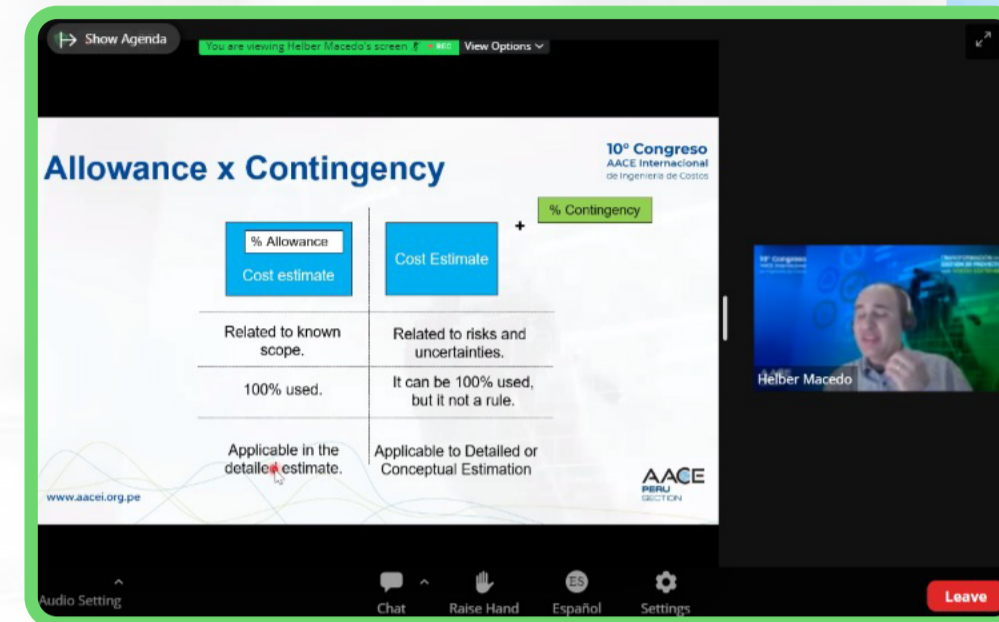 Show Agenda
You are viewing Helber Macedo's screen
REC
View Options
Allowance x Contingency
10° Congreso
AACE Internacional
de Ingeniería de Costos
% Allowance
Cost estimate
Cost Estimate
+
% Contingency
Related to known
scope.
Related to risks and
uncertainties.
100% used.
It can be 100% used,
but it not a rule.
Applicable in the
detailed estimate.
Applicable to Detailed or
Conceptual Estimation
www.aacei.org.pe
AACE
PERU
SECTION
10° Congreso
Helber Macedo
Audio Setting
Chat
Raise Hand
ES
Español
Settings
Leave